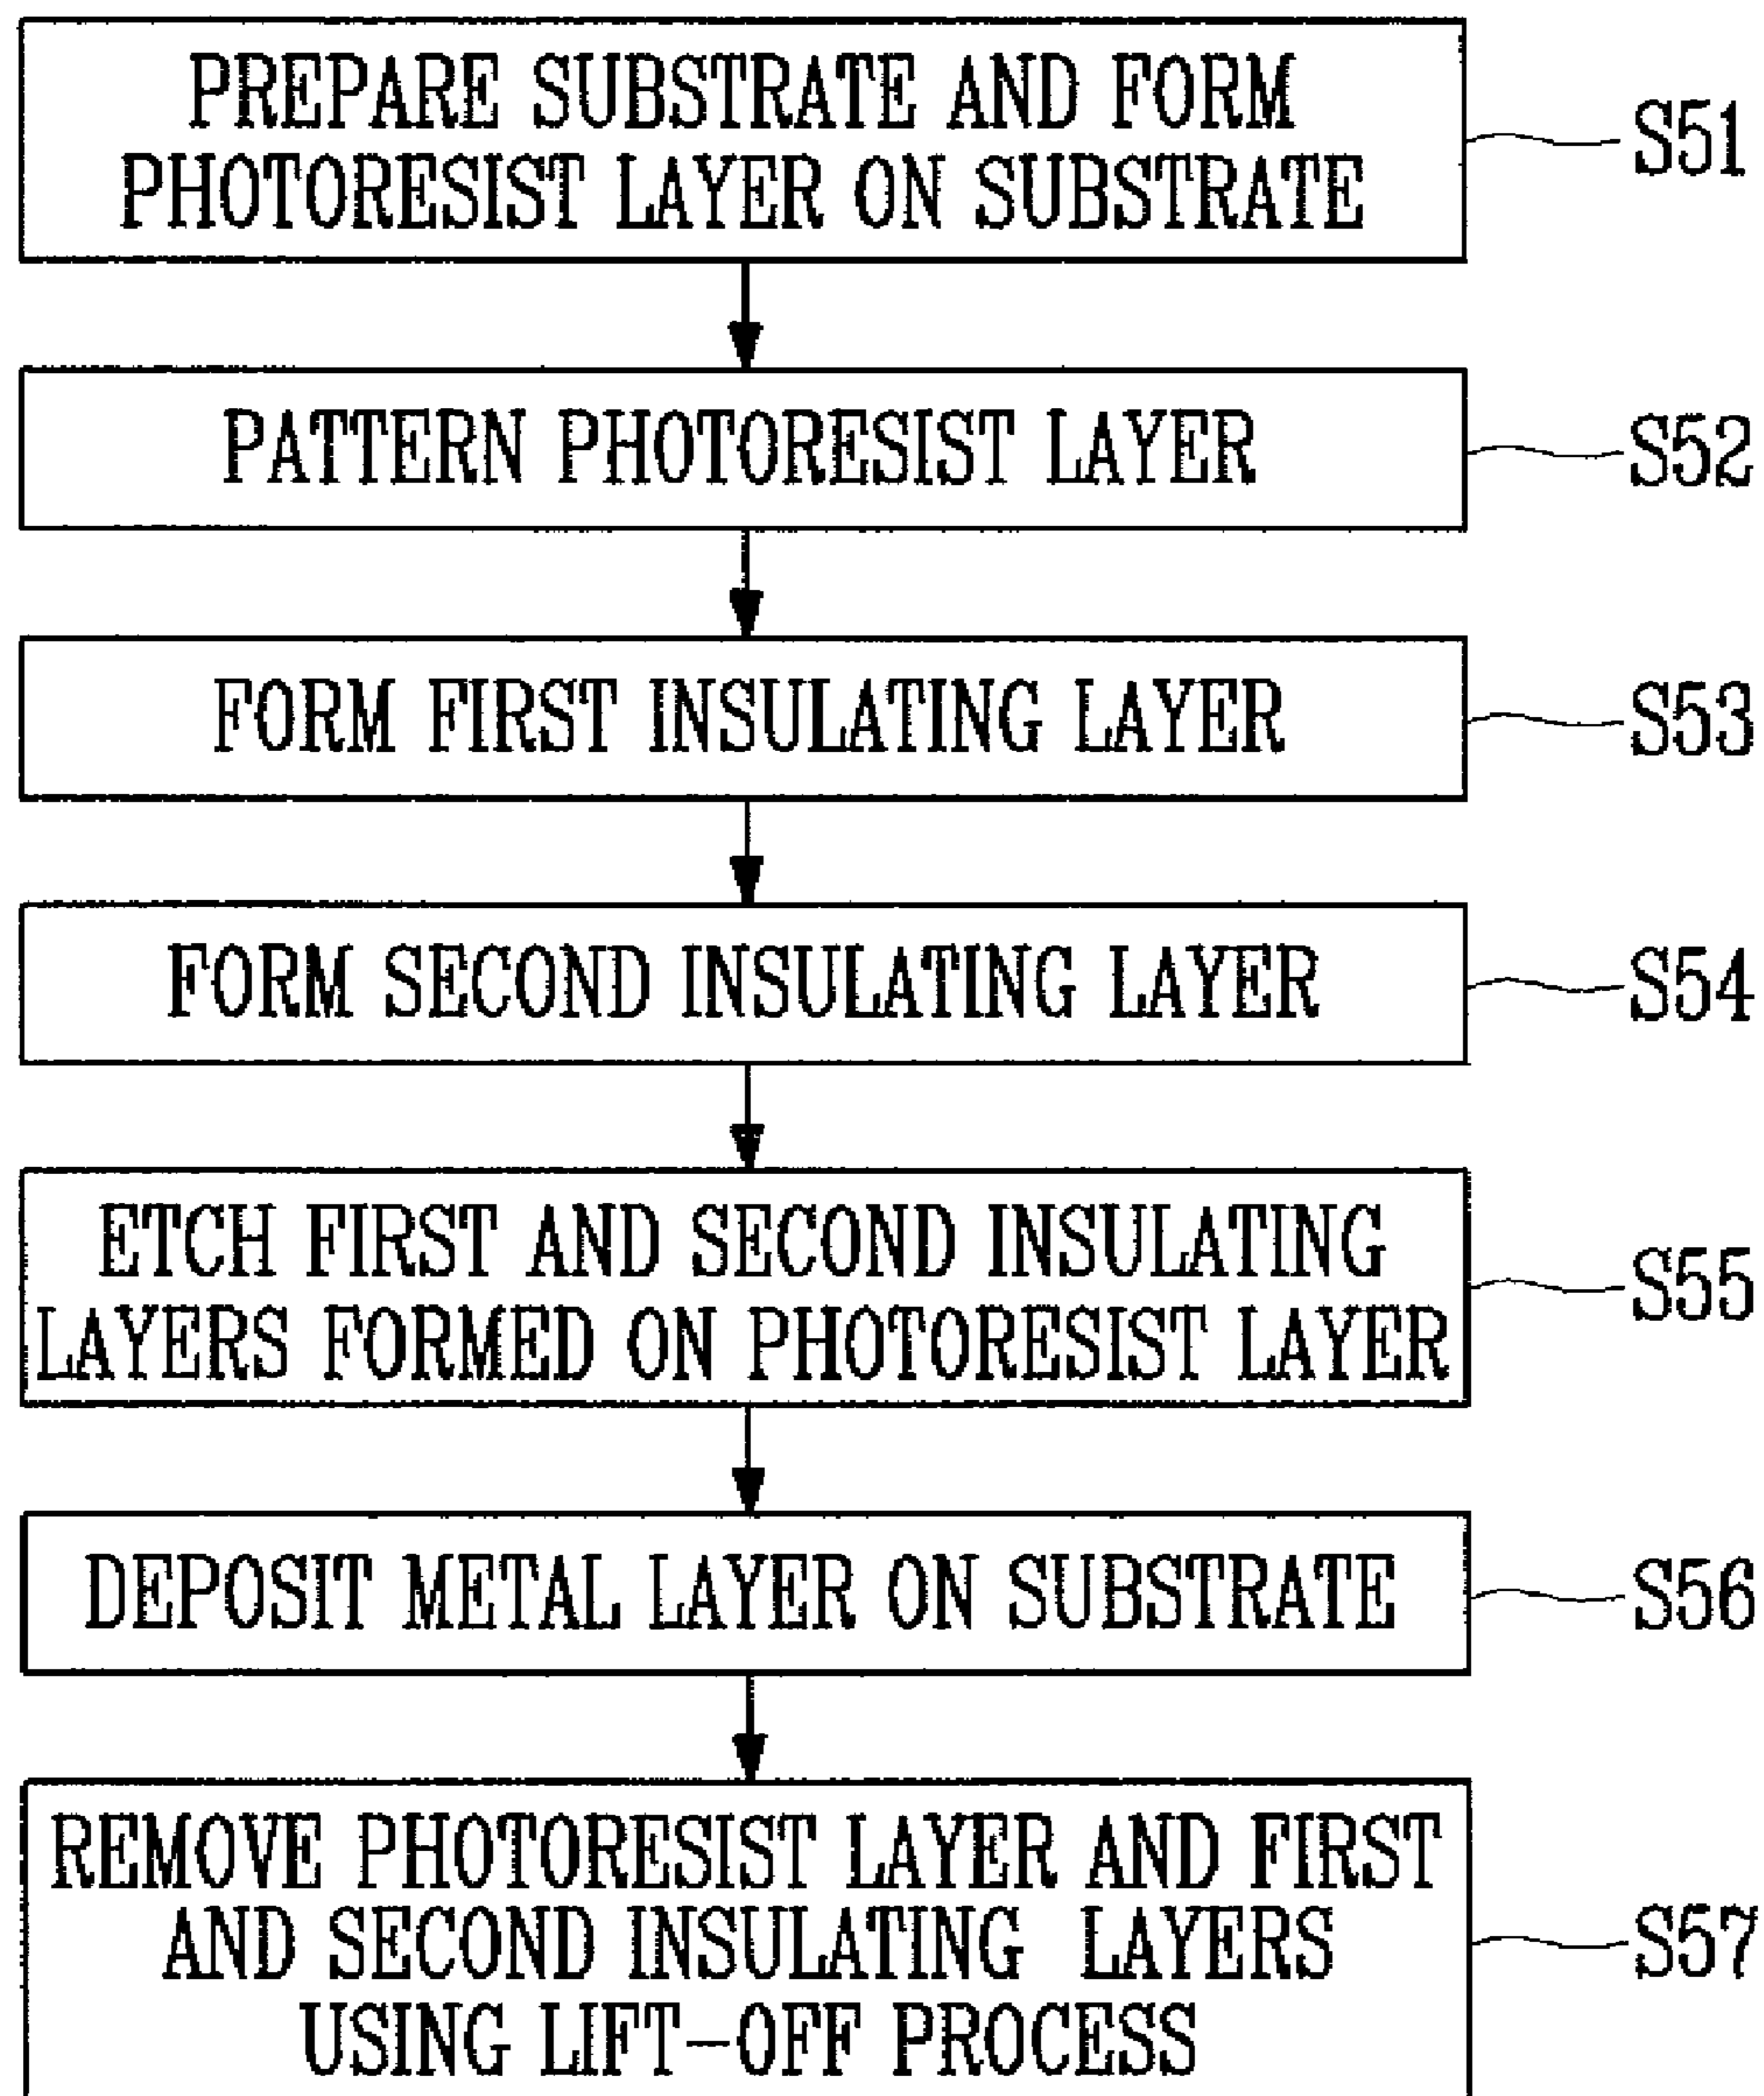 PREPARE SUBSTRATE AND FORM
PHOTORESIST LAYER ON SUBSTRATE
S51
PATTERN PHOTORESIST LAYER
S52
FORM FIRST INSULATING LAYER
S53
FORM SECOND INSULATING LAYER
S54
ETCH FIRST AND SECOND INSULATING
LAYERS FORMED ON PHOTORESIST LAYER
S55
DEPOSIT METAL LAYER ON SUBSTRATE
S56
REMOVE PHOTORESIST LAYER AND FIRST
AND SECOND INSULATING LAYERS
USING LIFT-OFF PROCESS
S57